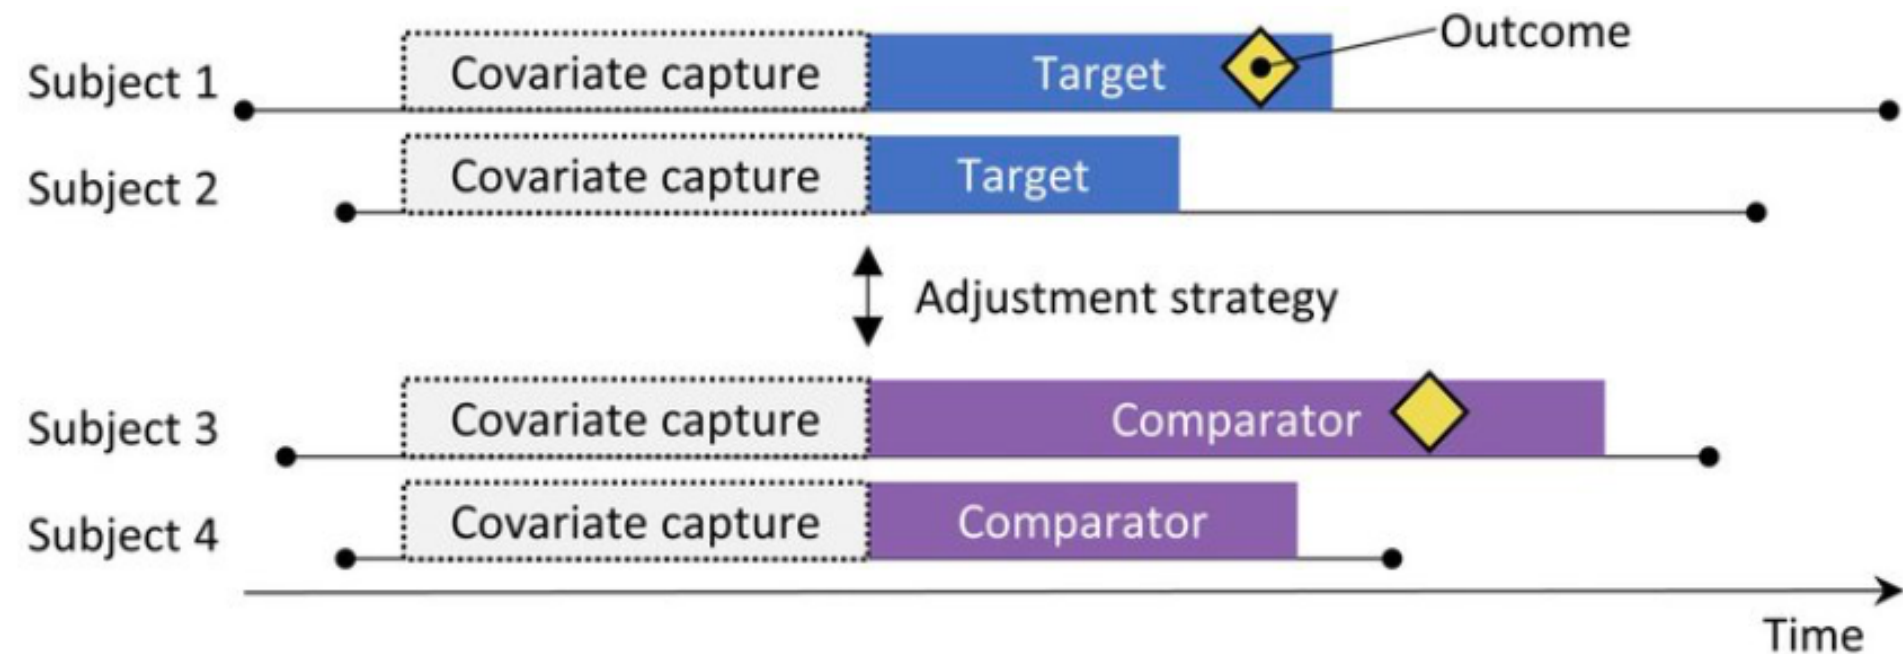 Outcome
Subject 1 Covariate capture Target
Subject 2 Covariate capture Target
Adjustment strategy
Subject 3 Covariate capture Comparator
Subject 4 Covariate capture Comparator
Time